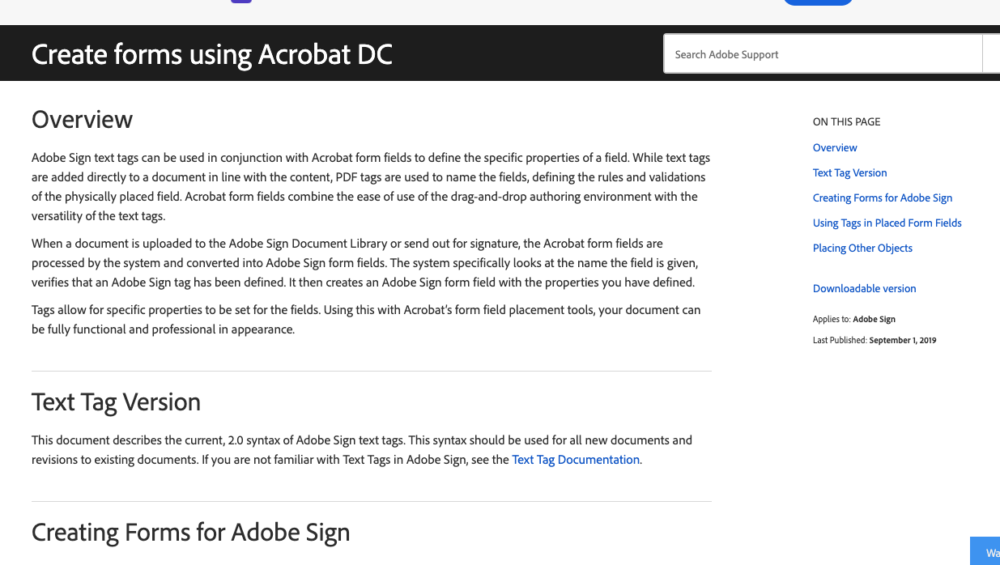 Create forms using Acrobat DC
Search Adobe Support
Overview
Adobe Sign text tags can be used in conjunction with Acrobat form fields to define the specific properties of a field. While text tags
are added directly to a document in line with the content, PDF tags are used to name the fields, defining the rules and validations
of the physically placed field. Acrobat form fields combine the ease of use of the drag-and-drop authoring environment with the
versatility of the text tags.
When a document is uploaded to the Adobe Sign Document Library or send out for signature, the Acrobat form fields are
processed by the system and converted into Adobe Sign form fields. The system specifically looks at the name the field is given,
verifies that an Adobe Sign tag has been defined. It then creates an Adobe Sign form field with the properties you have defined.
Tags allow for specific properties to be set for the fields. Using this with Acrobat’s form field placement tools, your document can
be fully functional and professional in appearance.
Text Tag Version
This document describes the current, 2.0 syntax of Adobe Sign text tags. This syntax should be used for all new documents and
revisions to existing documents. If you are not familiar with Text Tags in Adobe Sign, see the Text Tag Documentation.
Creating Forms for Adobe Sign
ON THIS PAGE
Overview
Text Tag Version
Creating Forms for Adobe Sign
Using Tags in Placed Form Fields
Placing Other Objects
Downloadable version
Applies to: Adobe Sign
Last Published: September 1, 2019